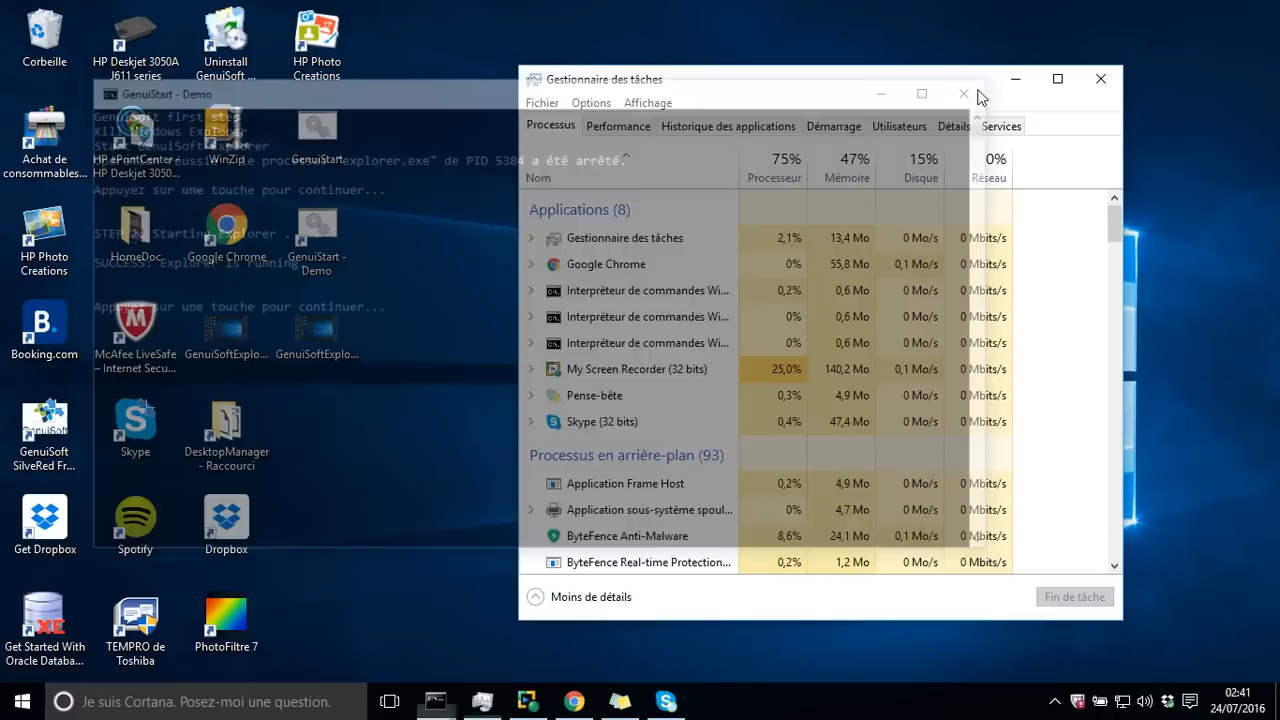 Corbeille
HP Deskjet 3050A
J611 series
Uninstall
GenuiSoft ...
HP Photo
Creations
Achat de
consommables...
HP ePrintCenter -
HP Deskjet 3050...
WinZip
GenuiStart
HP Photo
Creations
HomeDoc
Google Chrome
GenuiStart -
Demo
Booking.com
McAfee LiveSafe
– Internet Secu...
GenuiSoftExplo...
GenuiSoftExplo...
GenuiSoft
SilveRed Fr...
Skype
DesktopManager
- Raccourci
Get Dropbox
Spotify
Dropbox
Get Started With
Oracle Databa...
TEMPRO de
Toshiba
PhotoFiltre 7
GenuiStart - Demo
GenuiSoft first step
Kill Windows Explorer
Start GenuiSoftExplorer
processus "explorer.exe" de PID 5384 a été arrêté.
Appuyez sur une touche pour continuer...
STEP 2: Starting Explorer ...
SUCCESS: Explorer is running
Appuyez sur une touche pour continuer...
Gestionnaire des tâches
Fichier Options Affichage
Processus Performance Historique des applications Démarrage Utilisateurs Détails Services
75% 47% 15% 0%
Nom Processeur Mémoire Disque Réseau
Applications (8)
Gestionnaire des tâches 2,1% 13,4 Mo 0 Mo/s 0 Mbits/s
Google Chrome 0% 55,8 Mo 0,1 Mo/s 0 Mbits/s
Interpréteur de commandes Wi... 0,2% 0,6 Mo 0 Mo/s 0 Mbits/s
Interpréteur de commandes Wi... 0% 0,6 Mo 0 Mo/s 0 Mbits/s
Interpréteur de commandes Wi... 0% 0,6 Mo 0 Mo/s 0 Mbits/s
My Screen Recorder (32 bits) 25,0% 140,2 Mo 0,1 Mo/s 0 Mbits/s
Pense-bête 0,3% 4,9 Mo 0 Mo/s 0 Mbits/s
Skype (32 bits) 0,4% 47,4 Mo 0 Mo/s 0 Mbits/s
Processus en arrière-plan (93)
Application Frame Host 0,2% 4,9 Mo 0 Mo/s 0 Mbits/s
Application sous-système spoul... 0% 4,7 Mo 0 Mo/s 0 Mbits/s
ByteFence Anti-Malware 8,6% 24,1 Mo 0,1 Mo/s 0 Mbits/s
ByteFence Real-time Protection... 0,2% 1,2 Mo 0 Mo/s 0 Mbits/s
Moins de détails
Fin de tâche
Je suis Cortana. Posez-moi une question.
02:41
24/07/2016